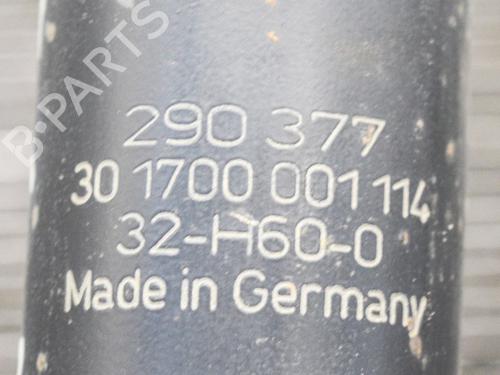 B-PARTS
290 377
30 1700 001 114
32-H60-0
Made in Germany